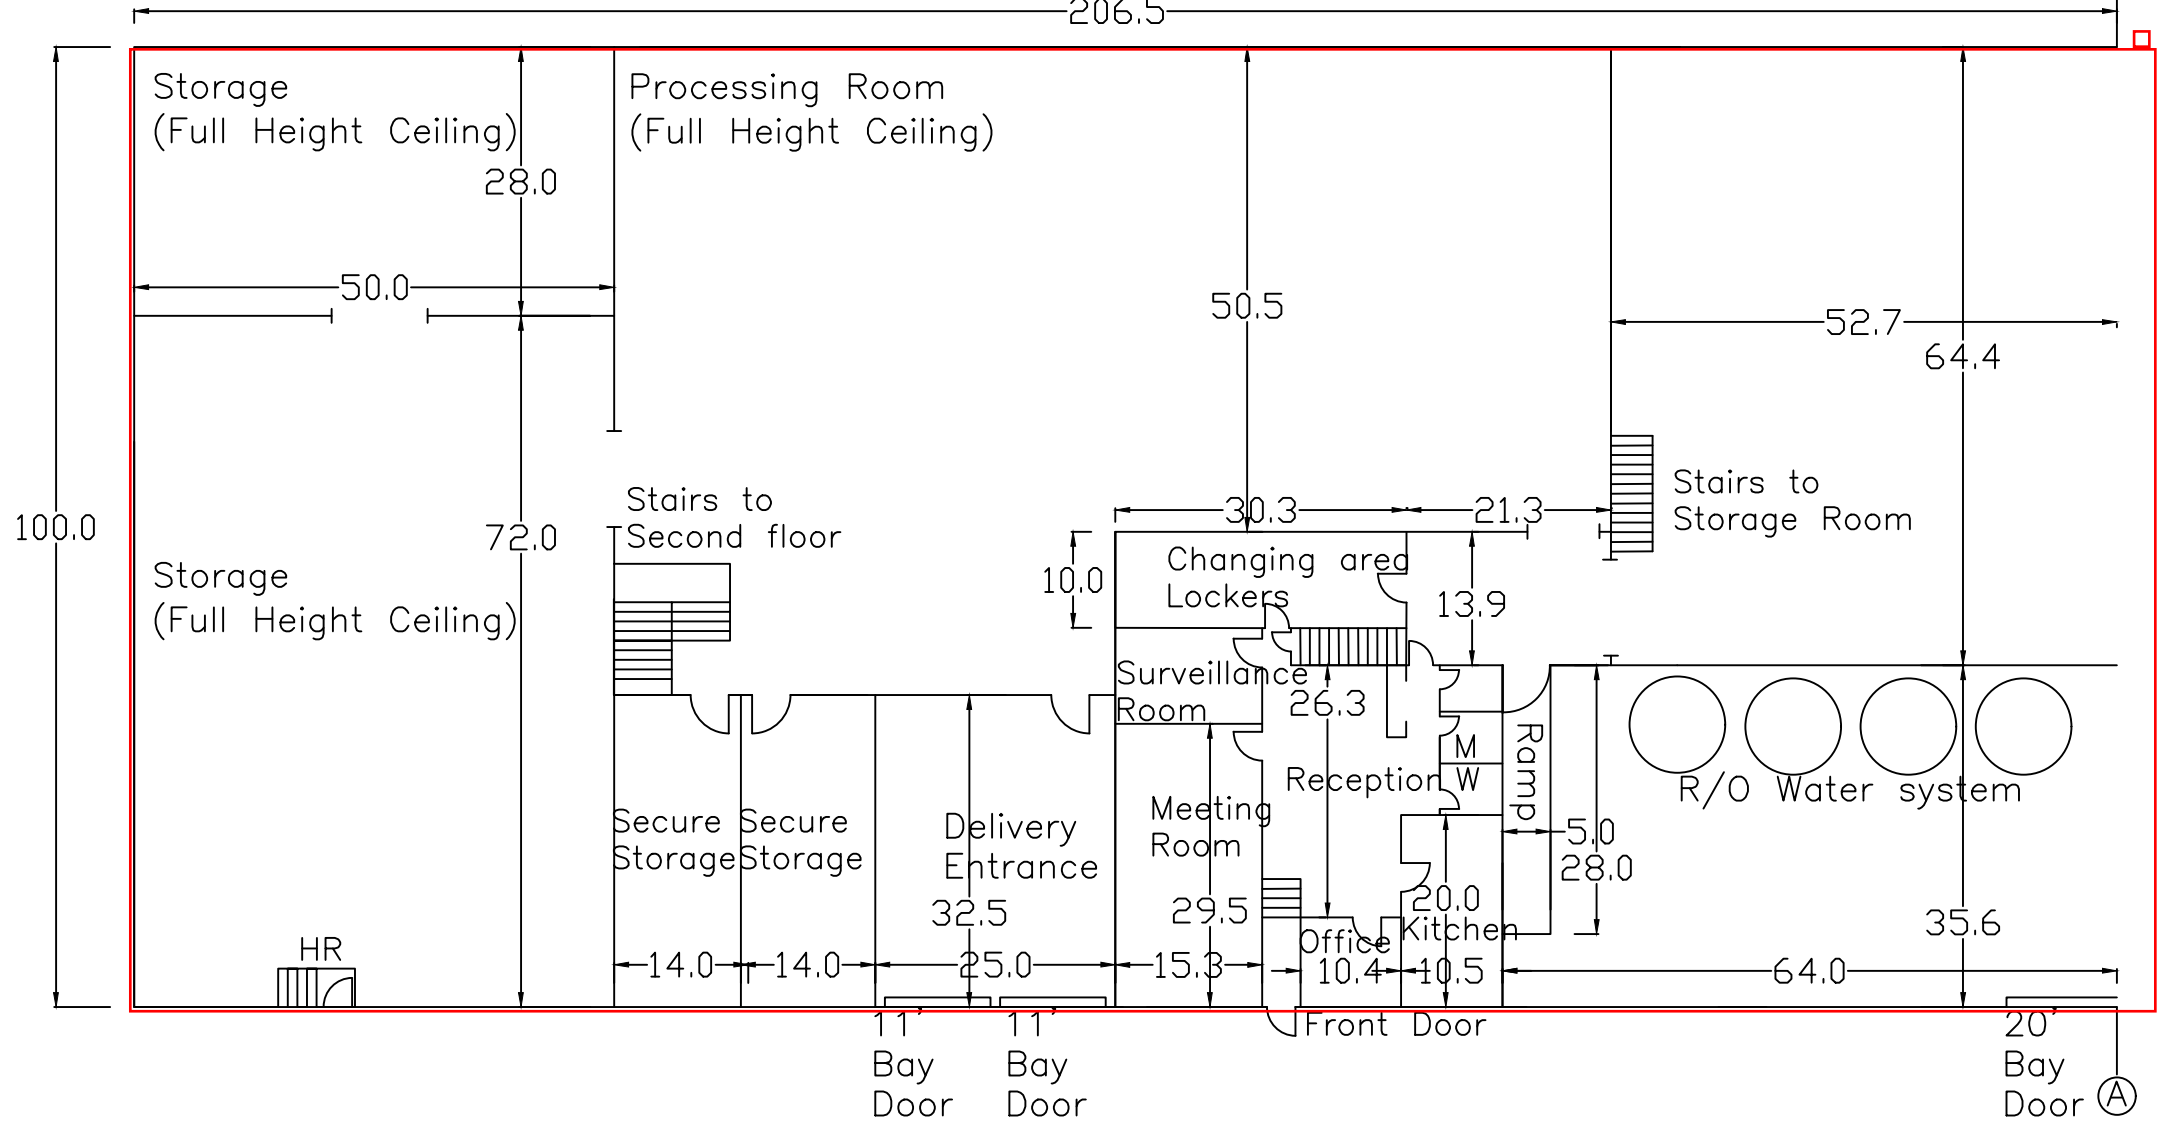 206.5
Storage
(Full Height Ceiling)
28.0
Processing Room
(Full Height Ceiling)
50.0
50.5
52.7
64.4
100.0
72.0
Stairs to
Second floor
30.3
21.3
Stairs to
Storage Room
Storage
(Full Height Ceiling)
10.0
Changing area
Lockers
13.9
Surveillance
Room
26.3
M
W
Ramp
Reception
R/O Water system
Secure
Storage
Secure
Storage
Delivery
Entrance
Meeting
Room
5.0
28.0
32.5
29.5
20.0
Kitchen
Office
35.6
HR
14.0
14.0
25.0
15.3
10.4
10.5
64.0
11'
Bay
Door
11'
Bay
Door
Front Door
20'
Bay
Door
A